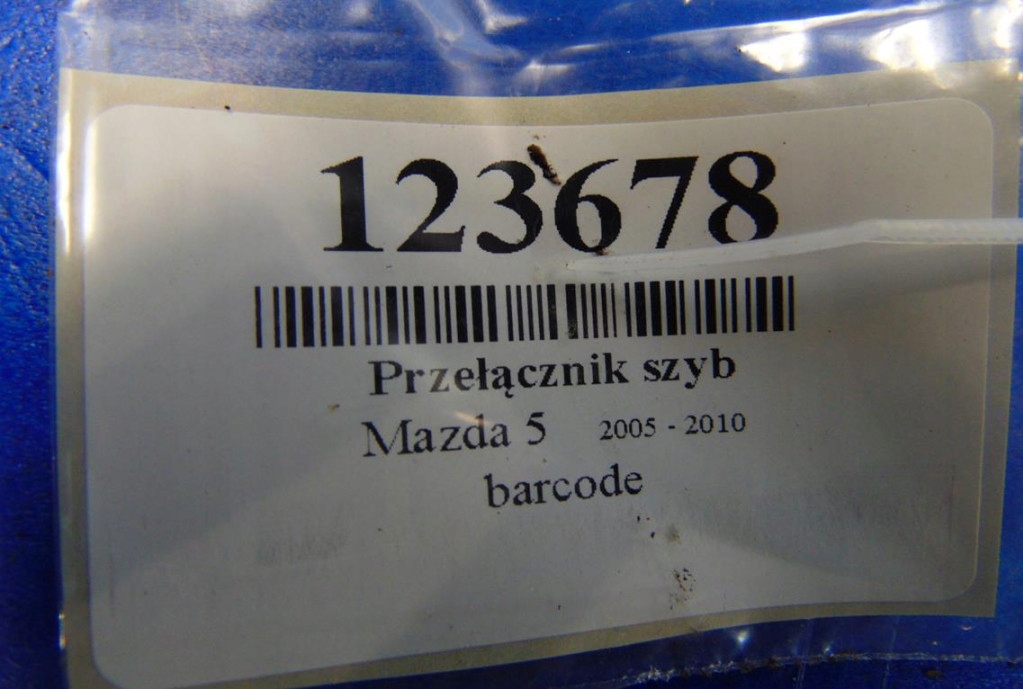 123678
Przełącznik szyb
Mazda 5 2005 - 2010
barcode